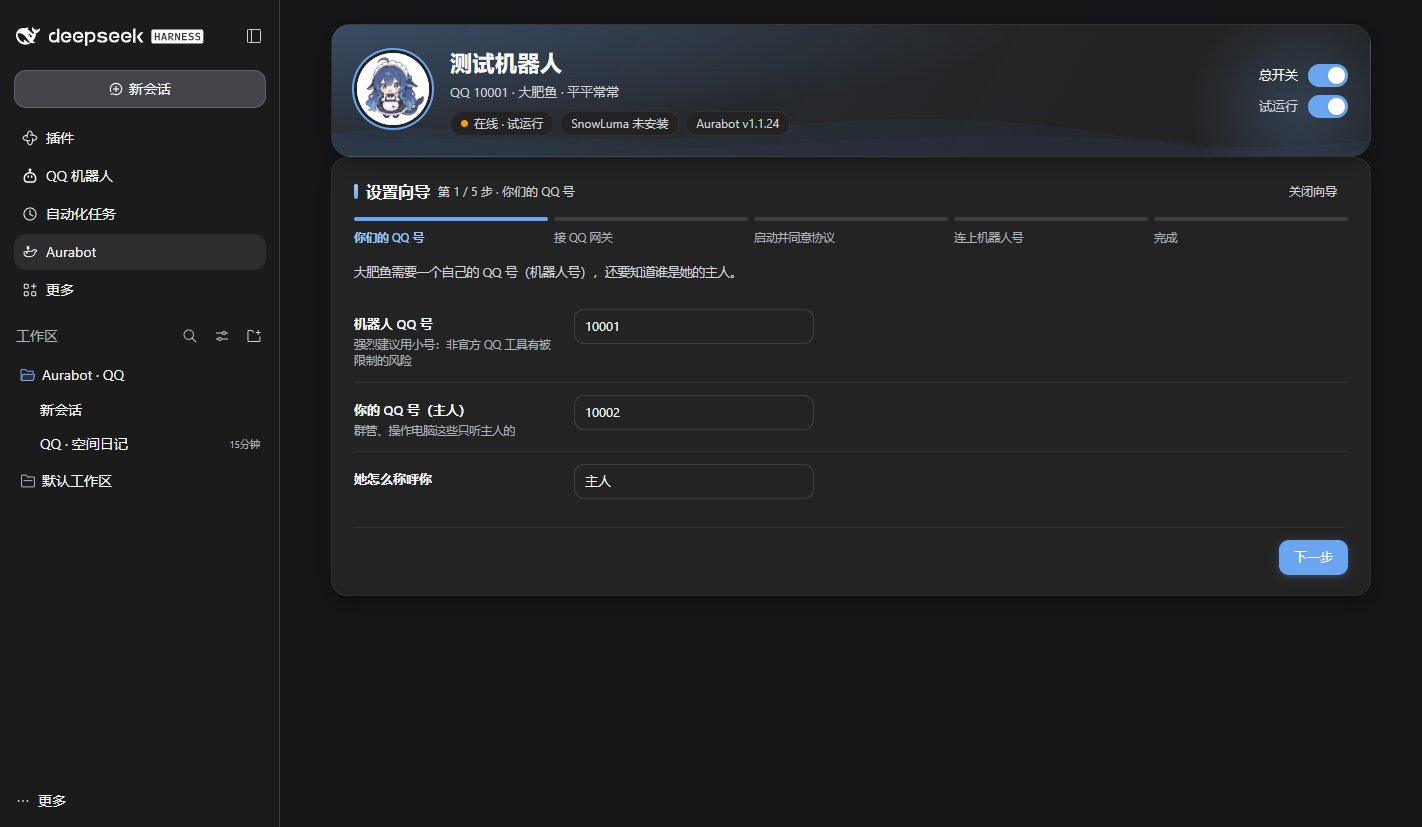 deepseek HARNESS
新会话
插件
QQ 机器人
自动化任务
Aurabot
更多
工作区
Aurabot · QQ
新会话
QQ · 空间日记 15分钟
默认工作区
··· 更多
测试机器人
QQ 10001 · 大肥鱼 · 平平常常
在线 · 试运行 SnowLuma 未安装 Aurabot v1.1.24
总开关
试运行
设置向导 第 1 / 5 步 · 你们的 QQ 号 关闭向导
你们的 QQ 号 接 QQ 网关 启动并同意协议 连上机器人号 完成
大肥鱼需要一个自己的 QQ 号（机器人号），还要知道谁是她的主人。
机器人 QQ 号 10001
强烈建议用小号：非官方 QQ 工具有被
限制的风险
你的 QQ 号（主人） 10002
群管、操作电脑这些只听主人的
她怎么称呼你 主人
下一步